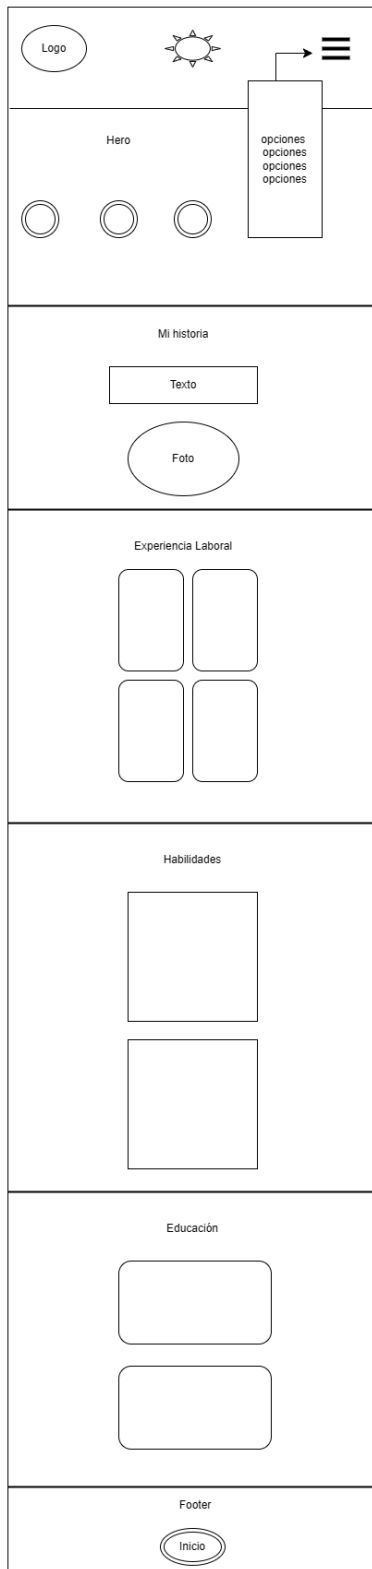 Logo
Hero
opciones
opciones
opciones
opciones
Mi historia
Texto
Foto
Experiencia Laboral
Habilidades
Educación
Footer
Inicio